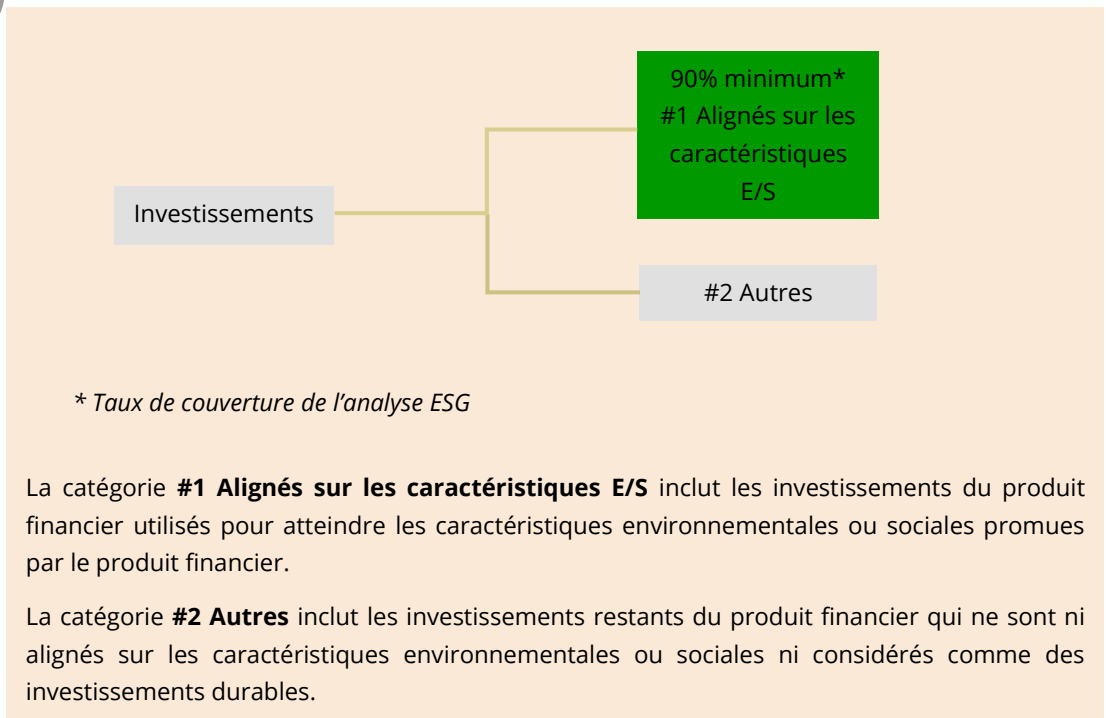 90% minimum*
#1 Alignés sur les
caractéristiques
E/S
Investissements
#2 Autres
* Taux de couverture de l’analyse ESG
La catégorie #1 Alignés sur les caractéristiques E/S inclut les investissements du produit
financier utilisés pour atteindre les caractéristiques environnementales ou sociales promues
par le produit financier.
La catégorie #2 Autres inclut les investissements restants du produit financier qui ne sont ni
alignés sur les caractéristiques environnementales ou sociales ni considérés comme des
investissements durables.